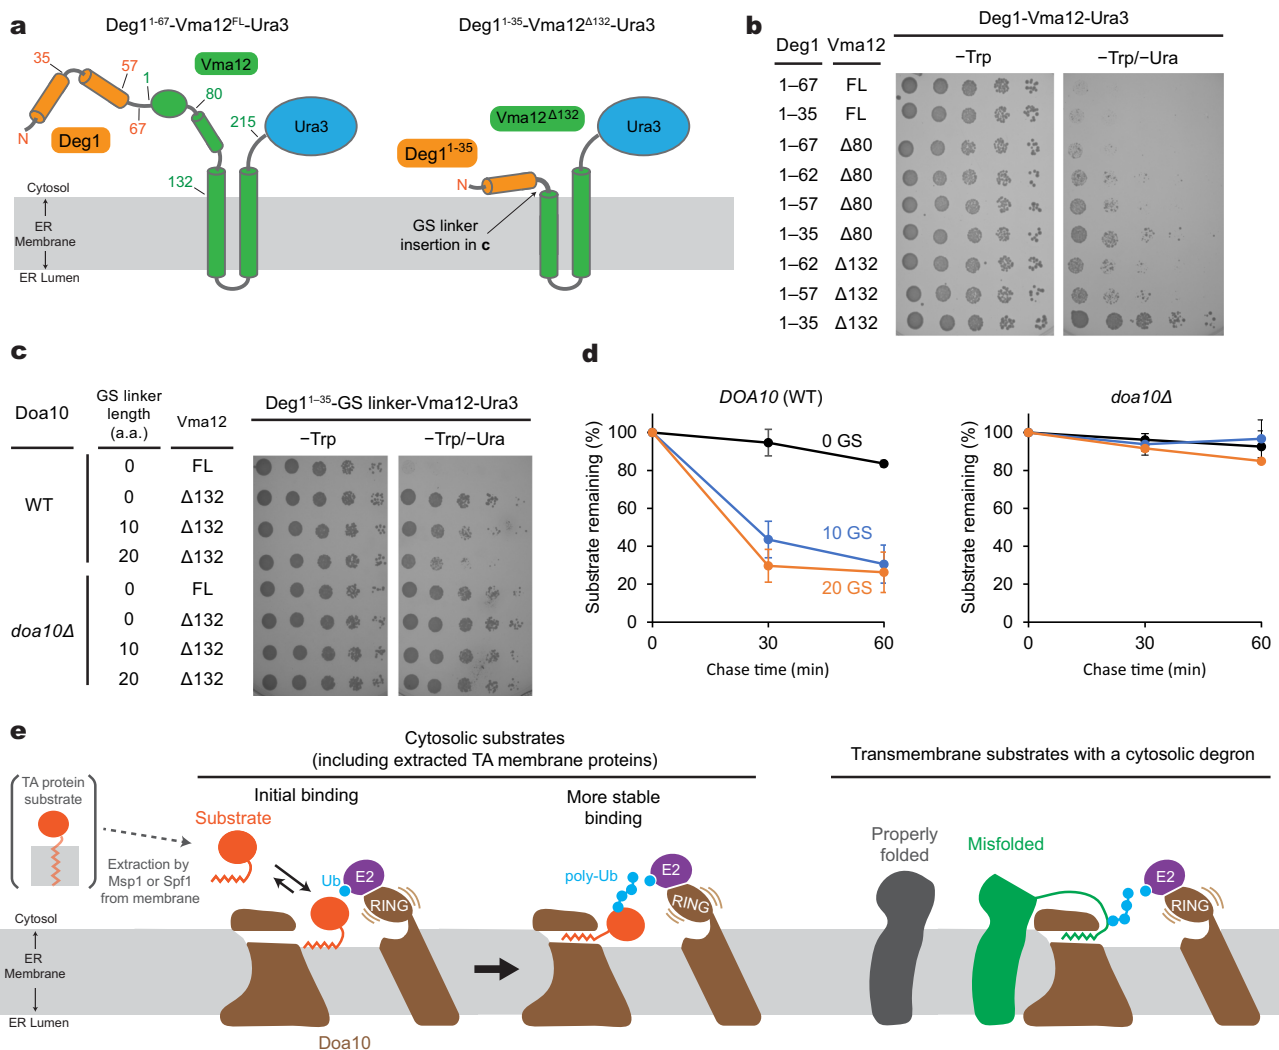 a
Deg1¹⁻⁶⁷-Vma12ᶠᴸ-Ura3
Deg1¹⁻³⁵-Vma12^Δ132-Ura3
35
57
1
Vma12
80
67
N
Deg1
215
Ura3
132
Cytosol
ER
Membrane
ER Lumen
Vma12^Δ132
Ura3
Deg1¹⁻³⁵
N
GS linker
insertion in c
b
Deg1-Vma12-Ura3
Deg1 Vma12
−Trp
−Trp/−Ura
1–67 FL
1–35 FL
1–67 Δ80
1–62 Δ80
1–57 Δ80
1–35 Δ80
1–62 Δ132
1–57 Δ132
1–35 Δ132
c
Doa10
GS linker
length
(a.a.)
Vma12
Deg1¹⁻³⁵-GS linker-Vma12-Ura3
−Trp
−Trp/−Ura
WT
0 FL
0 Δ132
10 Δ132
20 Δ132
doa10Δ
0 FL
0 Δ132
10 Δ132
20 Δ132
d
DOA10 (WT)
Substrate remaining (%)
100
80
60
40
20
0
0 GS
10 GS
20 GS
0 30 60
Chase time (min)
doa10Δ
Substrate remaining (%)
100
80
60
40
20
0
0 30 60
Chase time (min)
e
Cytosolic substrates
(including extracted TA membrane proteins)
Transmembrane substrates with a cytosolic degron
TA protein
substrate
Extraction by
Msp1 or Spf1
from membrane
Initial binding
Substrate
Ub
E2
RING
More stable
binding
poly-Ub
E2
RING
Properly
folded
Misfolded
E2
RING
Cytosol
ER
Membrane
ER Lumen
Doa10